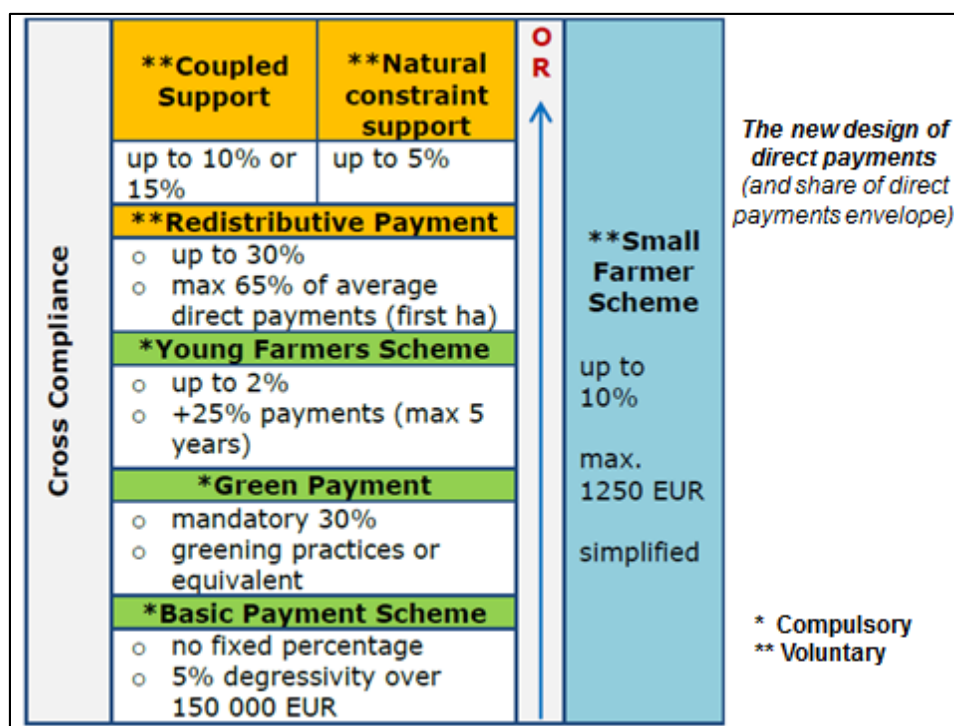 Cross Compliance
**Coupled
Support
**Natural
constraint
support
up to 10% or
15%
up to 5%
**Redistributive Payment
o up to 30%
o max 65% of average
direct payments (first ha)
*Young Farmers Scheme
o up to 2%
o +25% payments (max 5
years)
*Green Payment
o mandatory 30%
o greening practices or
equivalent
*Basic Payment Scheme
o no fixed percentage
o 5% degressivity over
150 000 EUR
O
R
**Small
Farmer
Scheme
up to
10%
max.
1250 EUR
simplified
The new design of
direct payments
(and share of direct
payments envelope)
* Compulsory
** Voluntary